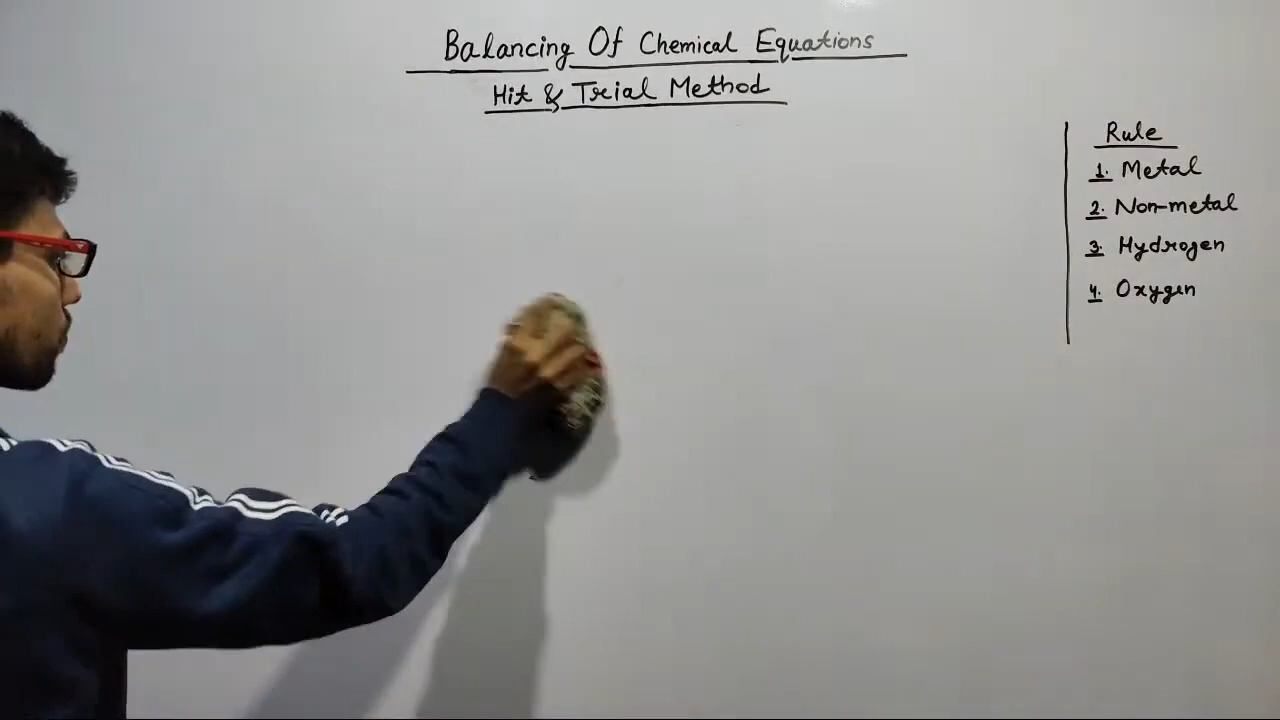 Balancing Of Chemical Equations
Hit & Trial Method
Rule
1. Metal
2. Non-metal
3. Hydrogen
4. Oxygen